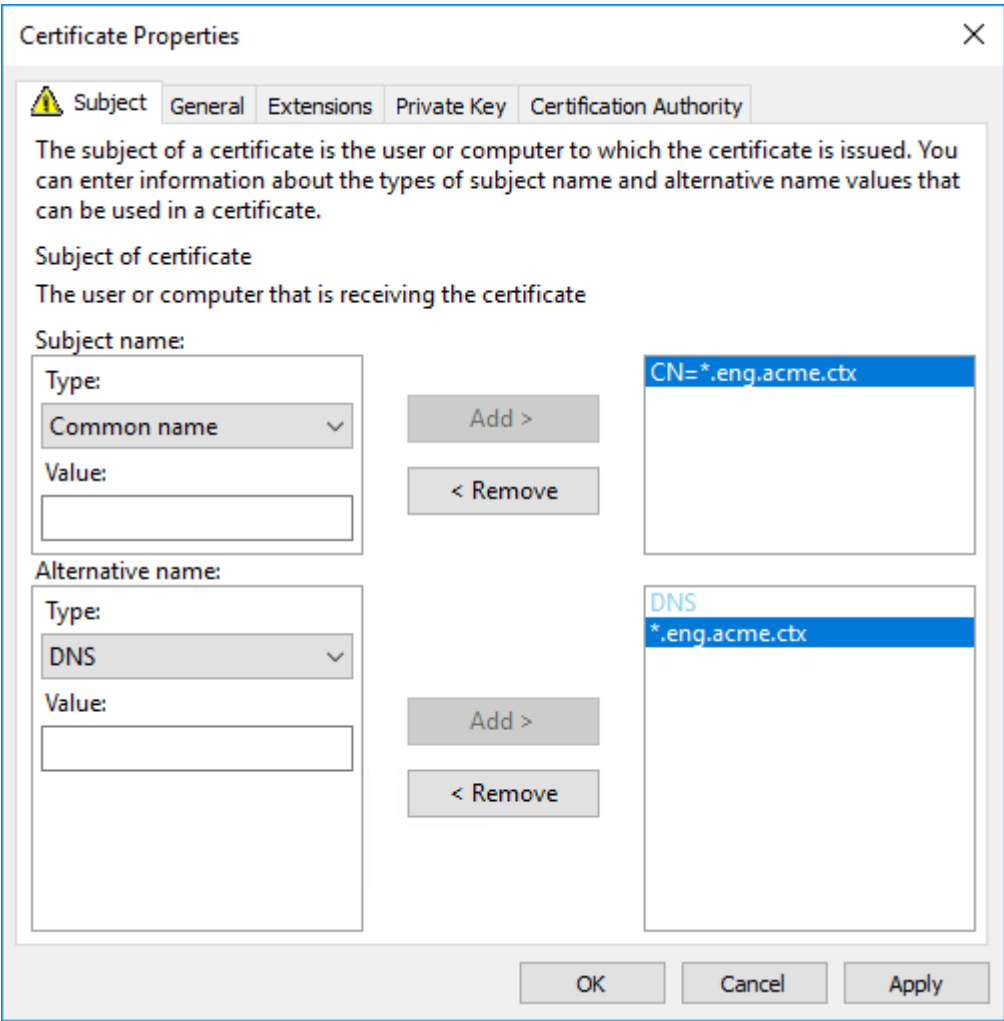 Certificate Properties
Subject General Extensions Private Key Certification Authority
The subject of a certificate is the user or computer to which the certificate is issued. You
can enter information about the types of subject name and alternative name values that
can be used in a certificate.
Subject of certificate
The user or computer that is receiving the certificate
Subject name:
Type:
Common name
Value:
Add >
< Remove
CN=*.eng.acme.ctx
Alternative name:
Type:
DNS
Value:
Add >
< Remove
DNS
*.eng.acme.ctx
OK Cancel Apply